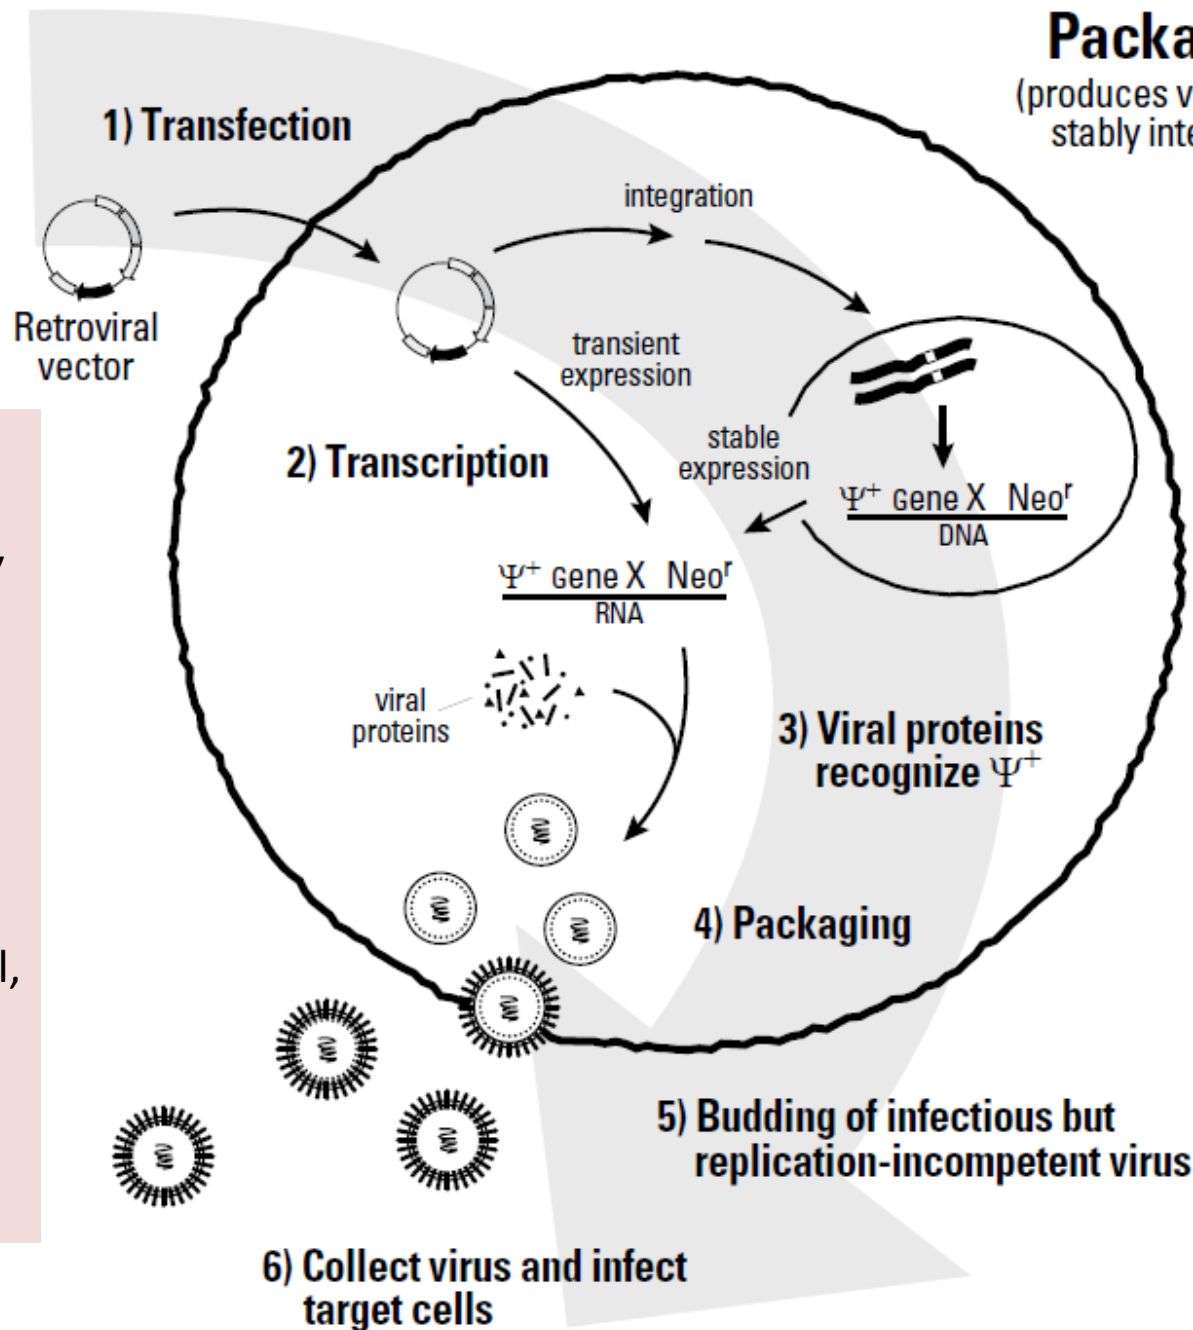 Packa
(produces v
stably inte
1) Transfection
integration
Retroviral
vector
transient
expression
2) Transcription
stable
expression
Ψ⁺ Gene X Neoʳ
DNA
Ψ⁺ Gene X Neoʳ
RNA
viral
proteins
3) Viral proteins
recognize Ψ⁺
4) Packaging
l,
5) Budding of infectious but
replication-incompetent virus
6) Collect virus and infect
target cells